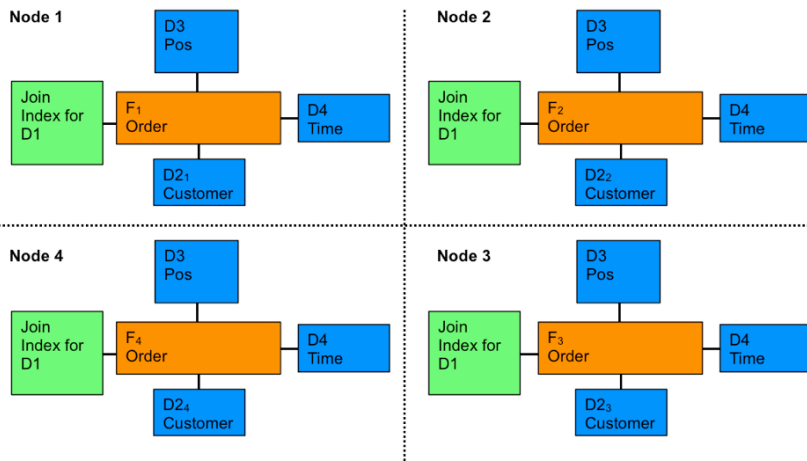 Node 1
D3
Pos
Join
Index for
D1
F₁
Order
D4
Time
D2₁
Customer
Node 2
D3
Pos
Join
Index for
D1
F₂
Order
D4
Time
D2₂
Customer
Node 4
D3
Pos
Join
Index for
D1
F₄
Order
D4
Time
D2₄
Customer
Node 3
D3
Pos
Join
Index for
D1
F₃
Order
D4
Time
D2₃
Customer